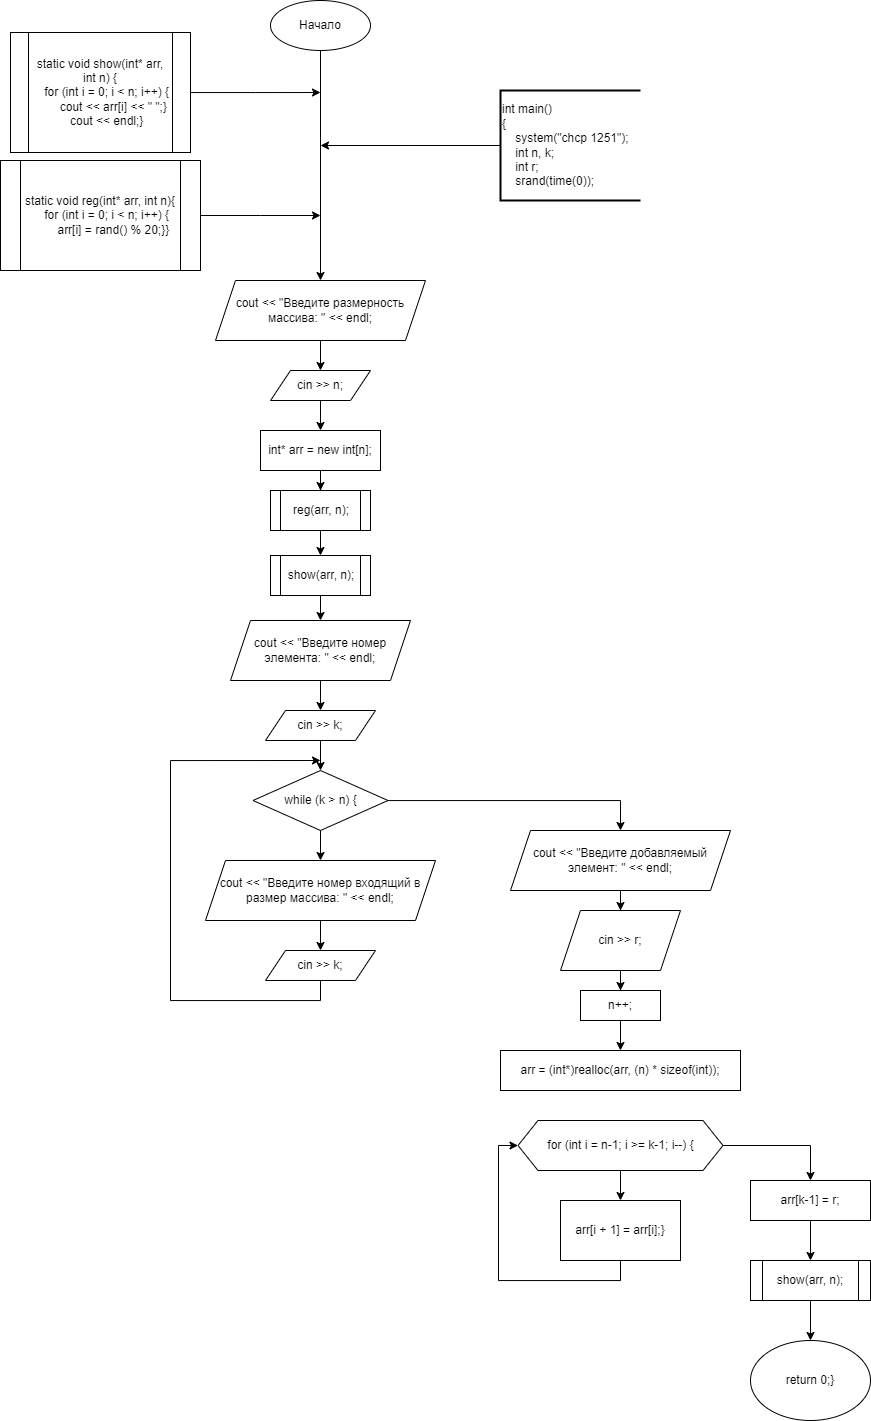 Начало
static void show(int* arr,
int n) {
for (int i = 0; i < n; i++) {
cout << arr[i] << " ";}
cout << endl;}
int main()
{
system("chcp 1251");
int n, k;
int r;
srand(time(0));
static void reg(int* arr, int n){
for (int i = 0; i < n; i++) {
arr[i] = rand() % 20;}}
cout << "Введите размерность
массива: " << endl;
cin >> n;
int* arr = new int[n];
reg(arr, n);
show(arr, n);
cout << "Введите номер
элемента: " << endl;
cin >> k;
while (k > n) {
cout << "Введите номер входящий в
размер массива: " << endl;
cin >> k;
cout << "Введите добавляемый
элемент: " << endl;
cin >> r;
n++;
arr = (int*)realloc(arr, (n) * sizeof(int));
for (int i = n-1; i >= k-1; i--) {
arr[i + 1] = arr[i];}
arr[k-1] = r;
show(arr, n);
return 0;}